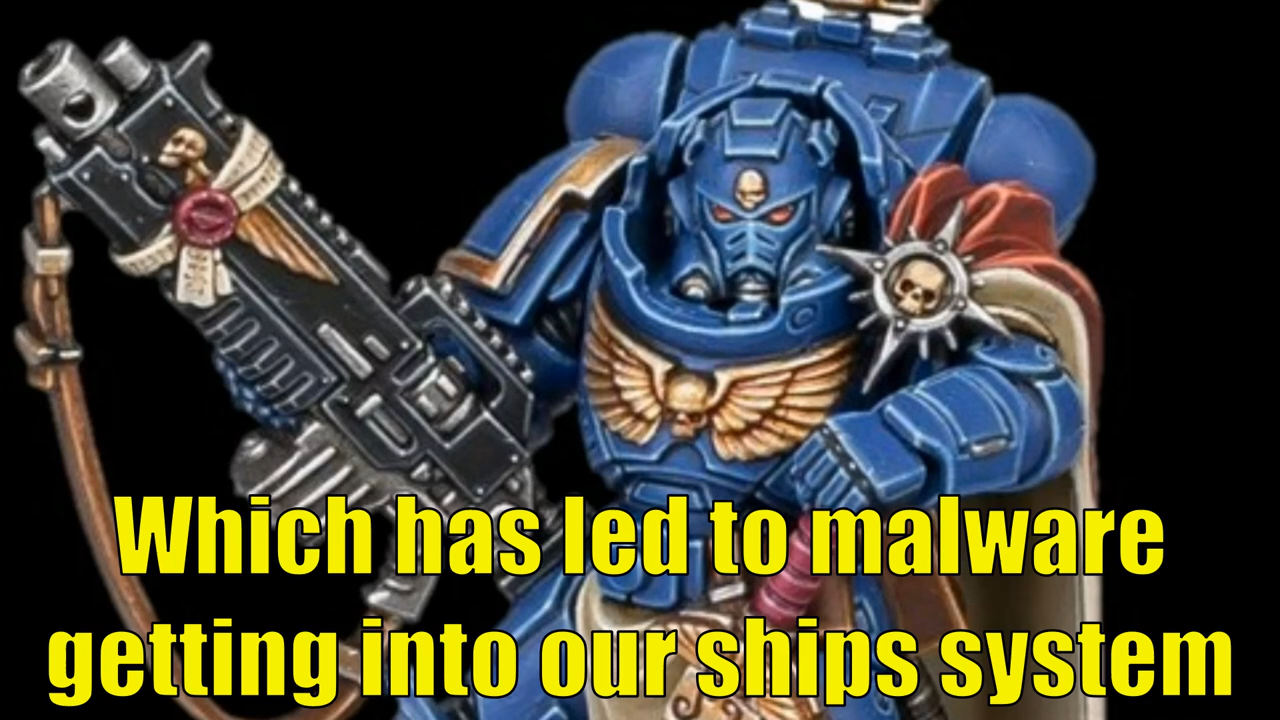 Which has led to malware
getting into our ships system